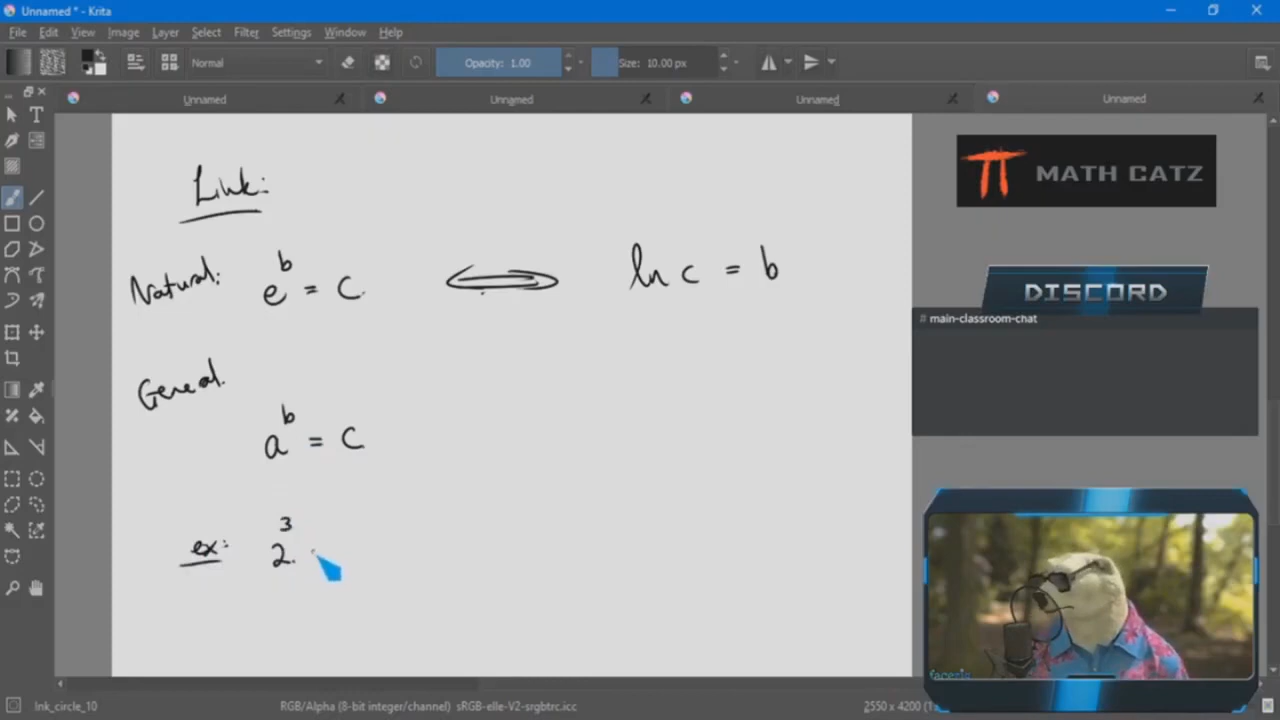 Unnamed * - Krita
File Edit View Image Layer Select Filter Settings Window Help
Normal Opacity: 1.00 Size: 10.00 px
Unnamed Unnamed Unnamed Unnamed
Link:
Natural: e^b = c ⟺ ln c = b
General.
a^b = c
ex: 2^3
MATH CATZ
DISCORD
main-classroom-chat
facerig
Ink_circle_10 RGB/Alpha (8-bit integer/channel) sRGB-elle-V2-srgbtrc.icc 2550 x 4200 (1